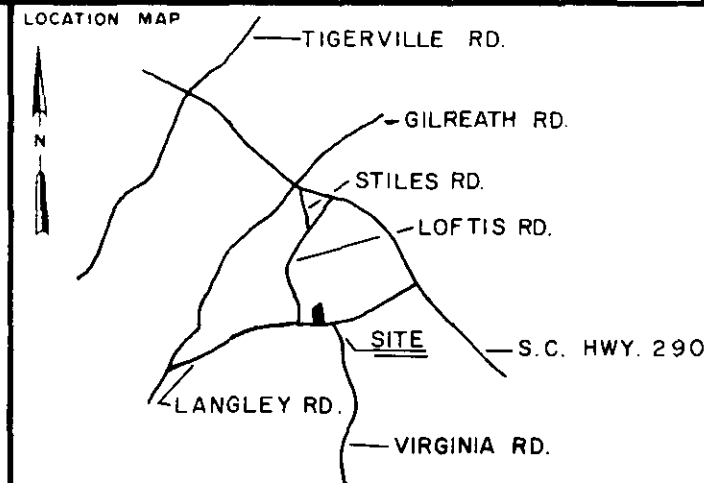 LOCATION MAP
TIGERVILLE RD.
N
GILREATH RD.
STILES RD.
LOFTIS RD.
SITE
S.C. HWY. 290
LANGLEY RD.
VIRGINIA RD.